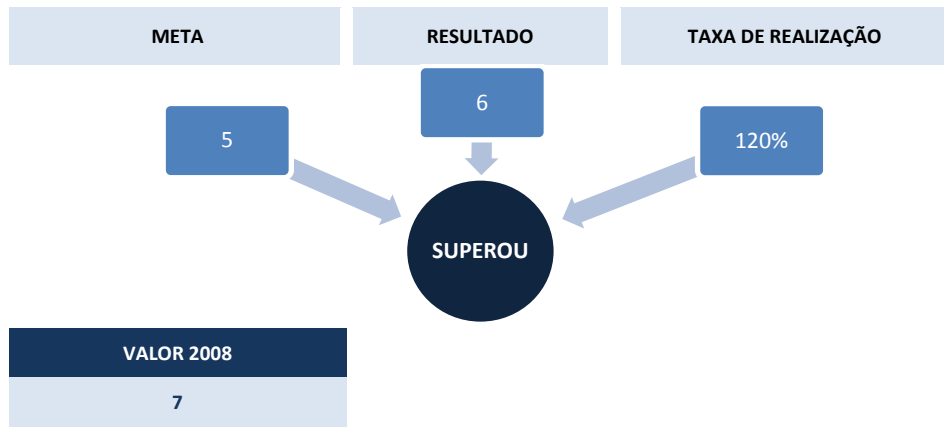 META
RESULTADO
TAXA DE REALIZAÇÃO
5
6
120%
SUPEROU
VALOR 2008
7